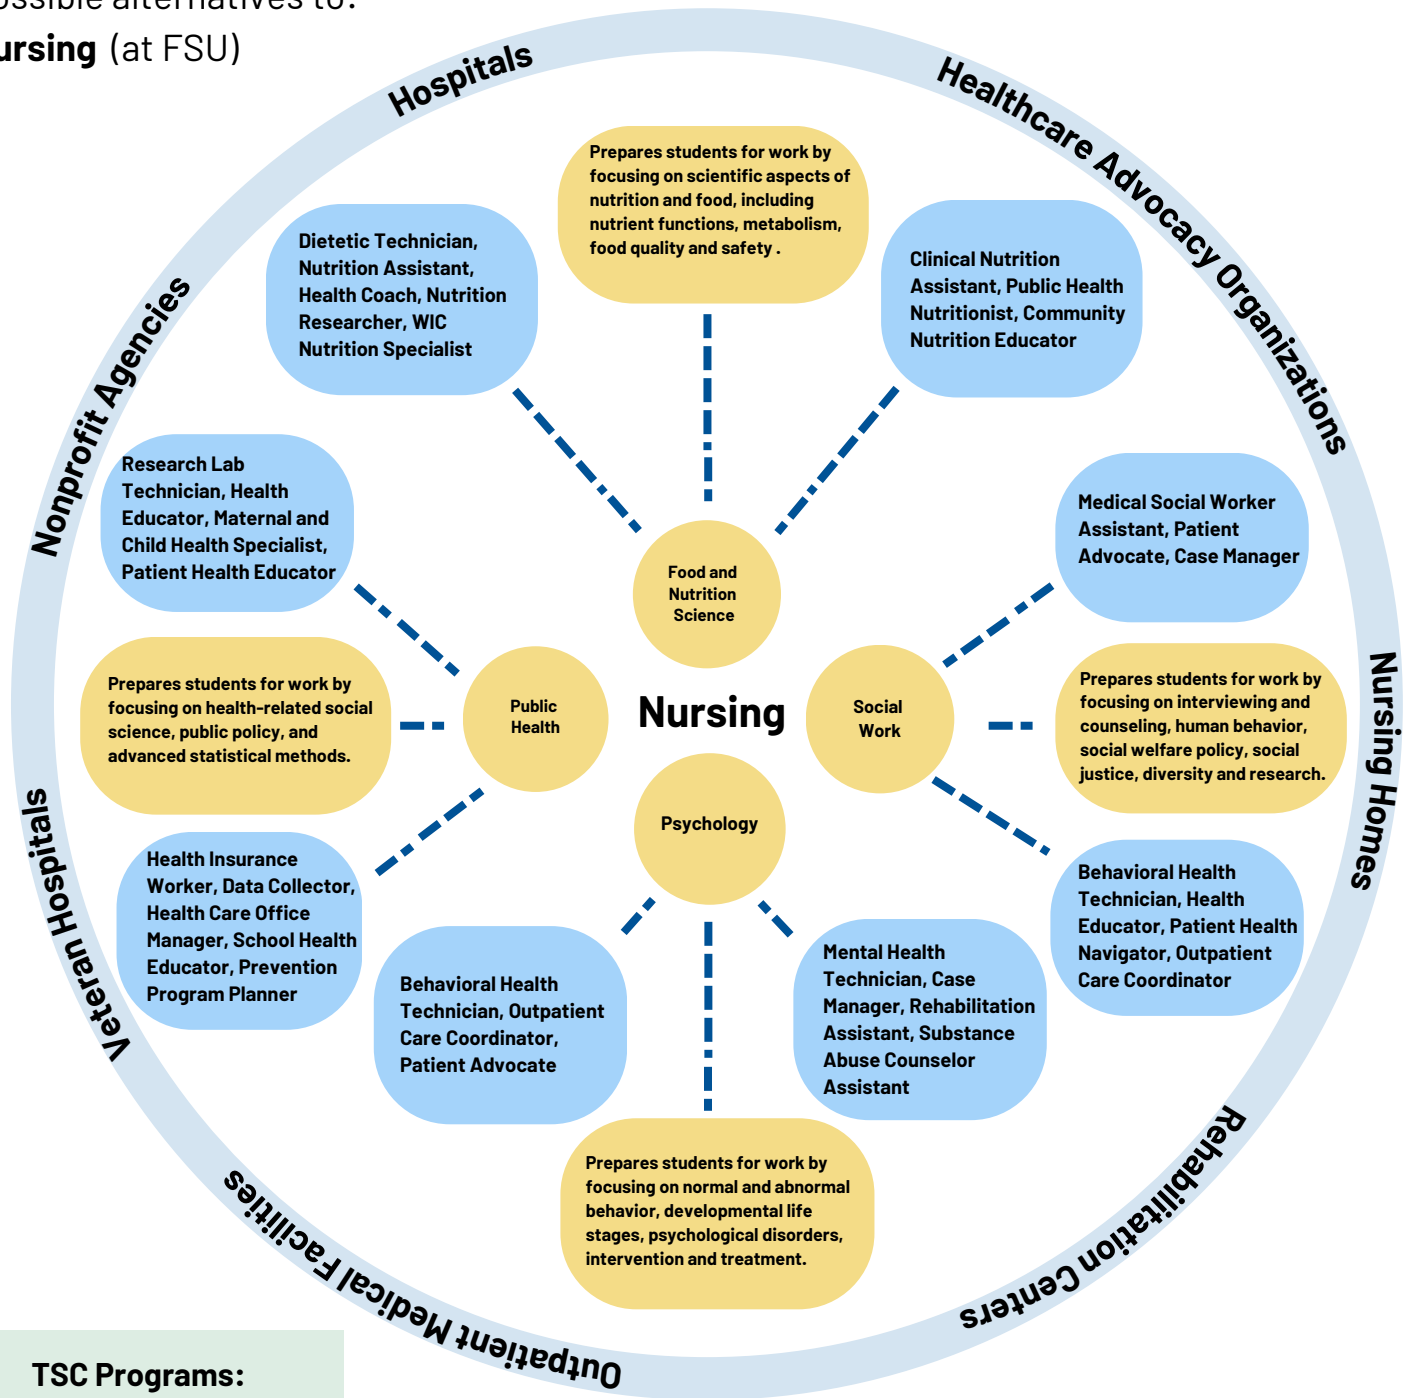 (at FSU)
Hospitals
Healthcare Advocacy Organizations
Nonprofit Agencies
Nursing Homes
Veteran Hospitals
Rehabilitation Centers
Outpatient Medical Facilities
Prepares students for work by
focusing on scientific aspects of
nutrition and food, including
nutrient functions, metabolism,
food quality and safety .
Dietetic Technician,
Nutrition Assistant,
Health Coach, Nutrition
Researcher, WIC
Nutrition Specialist
Clinical Nutrition
Assistant, Public Health
Nutritionist, Community
Nutrition Educator
Research Lab
Technician, Health
Educator, Maternal and
Child Health Specialist,
Patient Health Educator
Medical Social Worker
Assistant, Patient
Advocate, Case Manager
Food and
Nutrition
Science
Prepares students for work by
focusing on health-related social
science, public policy, and
advanced statistical methods.
Public
Health
Nursing
Social
Work
Prepares students for work by
focusing on interviewing and
counseling, human behavior,
social welfare policy, social
justice, diversity and research.
Psychology
Health Insurance
Worker, Data Collector,
Health Care Office
Manager, School Health
Educator, Prevention
Program Planner
Behavioral Health
Technician, Outpatient
Care Coordinator,
Patient Advocate
Mental Health
Technician, Case
Manager, Rehabilitation
Assistant, Substance
Abuse Counselor
Assistant
Behavioral Health
Technician, Health
Educator, Patient Health
Navigator, Outpatient
Care Coordinator
Prepares students for work by
focusing on normal and abnormal
behavior, developmental life
stages, psychological disorders,
intervention and treatment.
TSC Programs: